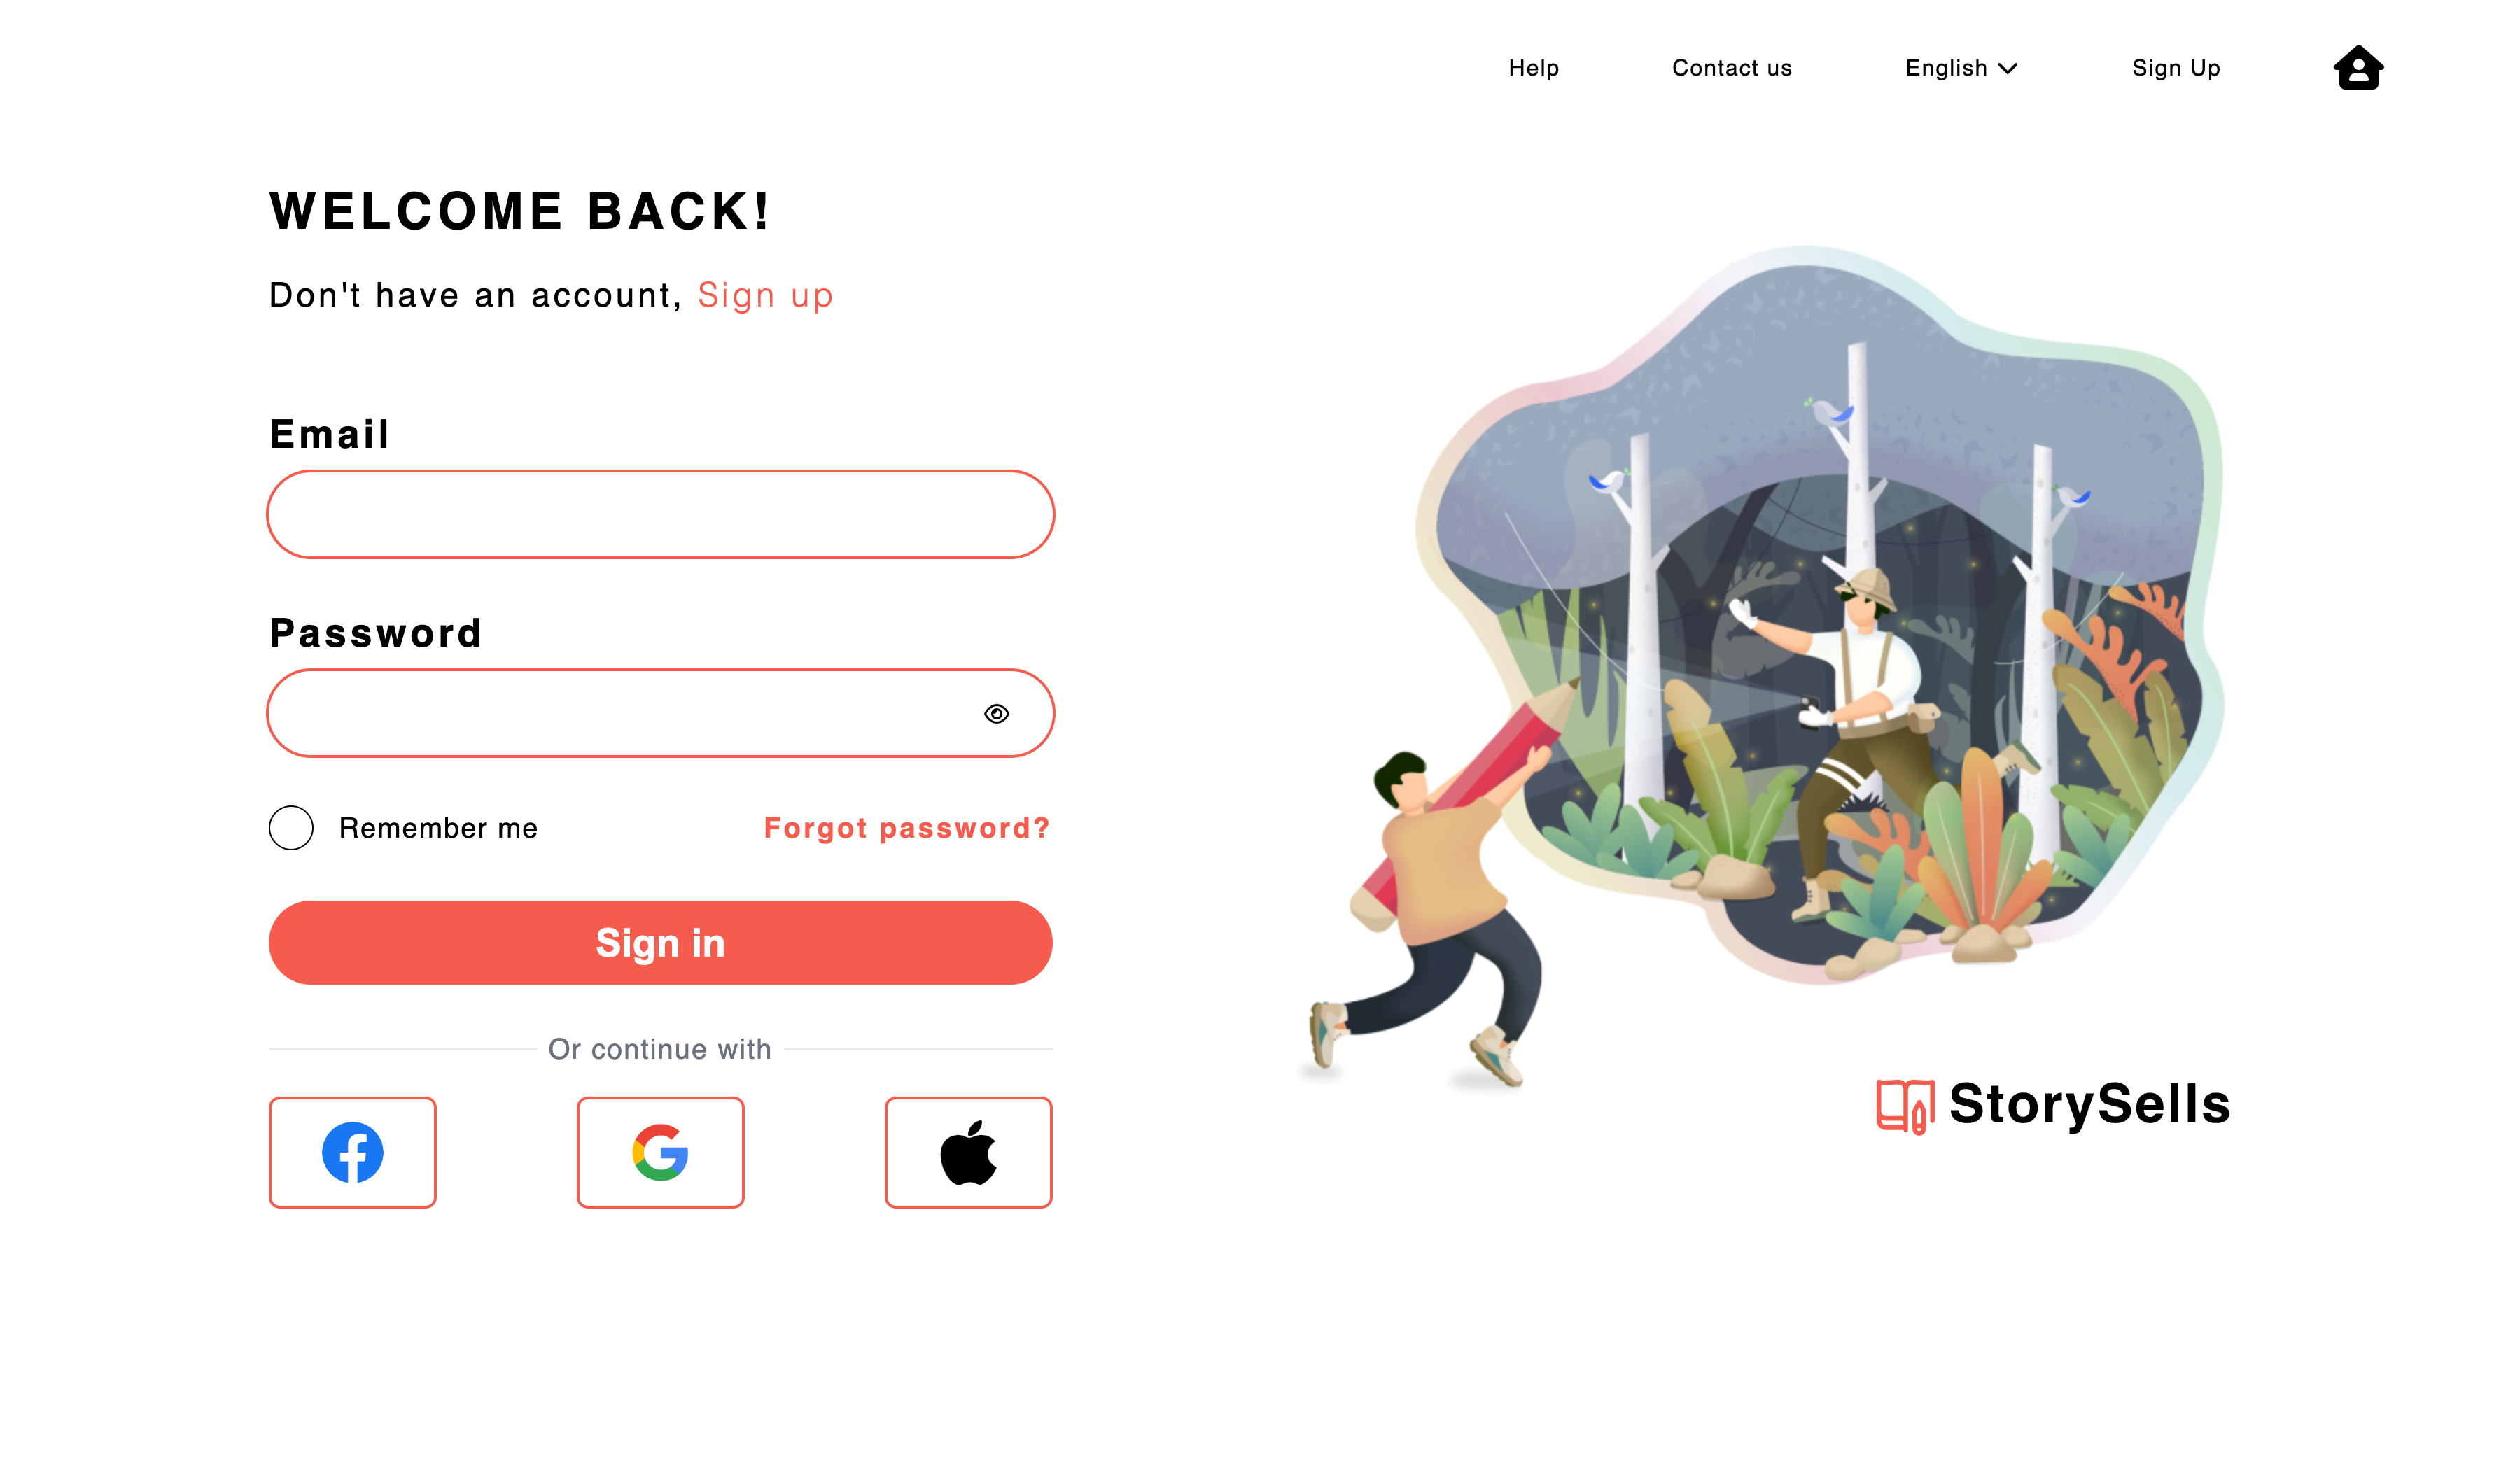 Help
Contact us
English
Sign Up
WELCOME BACK!
Don't have an account, Sign up
Email
Password
Remember me
Forgot password?
Sign in
Or continue with
StorySells